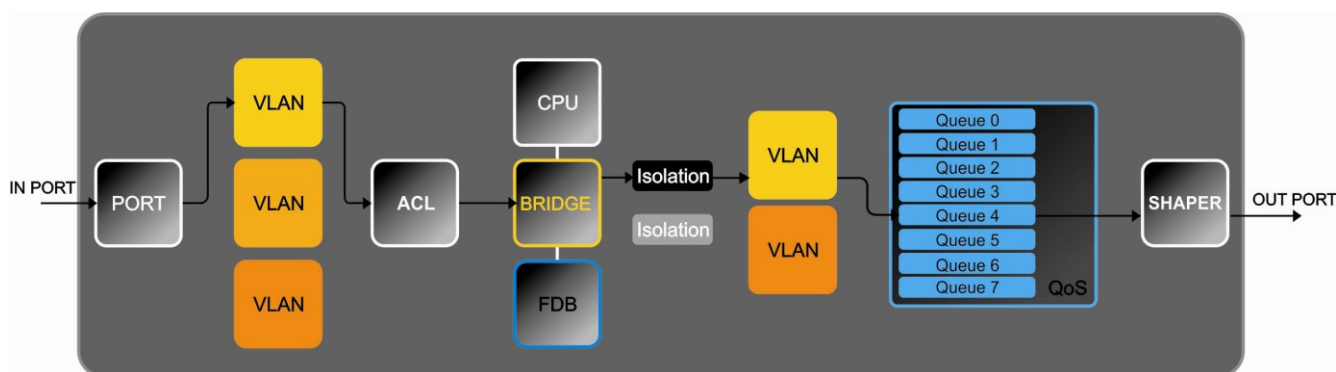 IN PORT
PORT
VLAN
VLAN
VLAN
ACL
CPU
BRIDGE
FDB
Isolation
Isolation
VLAN
VLAN
Queue 0
Queue 1
Queue 2
Queue 3
Queue 4
Queue 5
Queue 6
Queue 7
QoS
SHAPER
OUT PORT